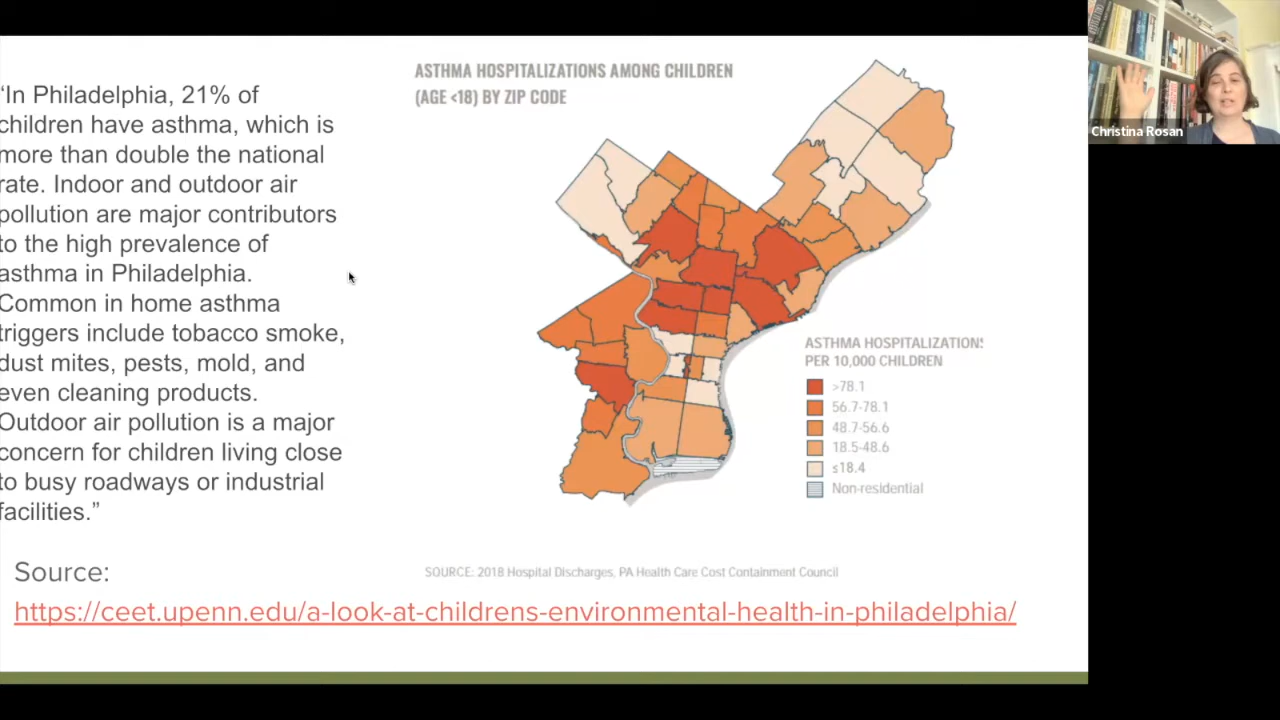 “In Philadelphia, 21% of
children have asthma, which is
more than double the national
rate. Indoor and outdoor air
pollution are major contributors
to the high prevalence of
asthma in Philadelphia.
Common in home asthma
triggers include tobacco smoke,
dust mites, pests, mold, and
even cleaning products.
Outdoor air pollution is a major
concern for children living close
to busy roadways or industrial
facilities.”
ASTHMA HOSPITALIZATIONS AMONG CHILDREN
(AGE <18) BY ZIP CODE
ASTHMA HOSPITALIZATIONS
PER 10,000 CHILDREN
>78.1
56.7-78.1
48.7-56.6
18.5-48.6
≤18.4
Non-residential
SOURCE: 2018 Hospital Discharges, PA Health Care Cost Containment Council
Source:
https://ceet.upenn.edu/a-look-at-childrens-environmental-health-in-philadelphia/
Christina Rosan